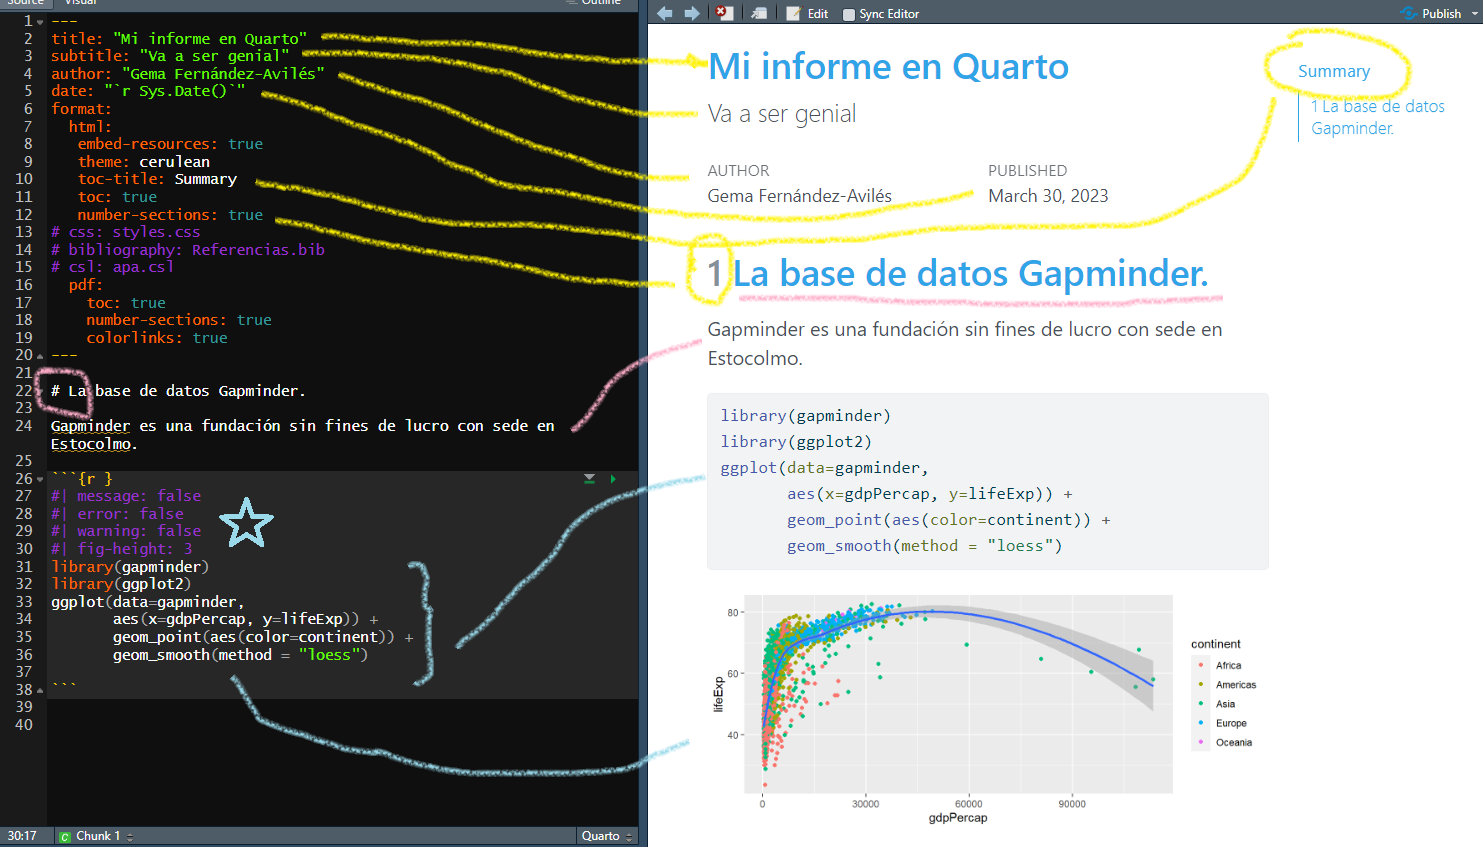 Source
Outline
1 ---
2 title: "Mi informe en Quarto"
3 subtitle: "Va a ser genial"
4 author: "Gema Fernández-Avilés"
5 date: "`r Sys.Date()`"
6 format:
7 html:
8 embed-resources: true
9 theme: cerulean
10 toc-title: Summary
11 toc: true
12 number-sections: true
13 # css: styles.css
14 # bibliography: Referencias.bib
15 # csl: apa.csl
16 pdf:
17 toc: true
18 number-sections: true
19 colorlinks: true
20 ---
21
22 # La base de datos Gapminder.
23
24 Gapminder es una fundación sin fines de lucro con sede en
Estocolmo.
25
26 ```{r }
27 #| message: false
28 #| error: false
29 #| warning: false
30 #| fig-height: 3
31 library(gapminder)
32 library(ggplot2)
33 ggplot(data=gapminder,
34 aes(x=gdpPercap, y=lifeExp)) +
35 geom_point(aes(color=continent)) +
36 geom_smooth(method = "loess")
37
38 ```
39
40
30:17 C Chunk 1 Quarto
Edit Sync Editor Publish
Mi informe en Quarto
Va a ser genial
AUTHOR PUBLISHED
Gema Fernández-Avilés March 30, 2023
Summary
1 La base de datos
Gapminder.
1 La base de datos Gapminder.
Gapminder es una fundación sin fines de lucro con sede en
Estocolmo.
library(gapminder)
library(ggplot2)
ggplot(data=gapminder,
aes(x=gdpPercap, y=lifeExp)) +
geom_point(aes(color=continent)) +
geom_smooth(method = "loess")
80
60
40
lifeExp
0 30000 60000 90000
gdpPercap
continent
Africa
Americas
Asia
Europe
Oceania